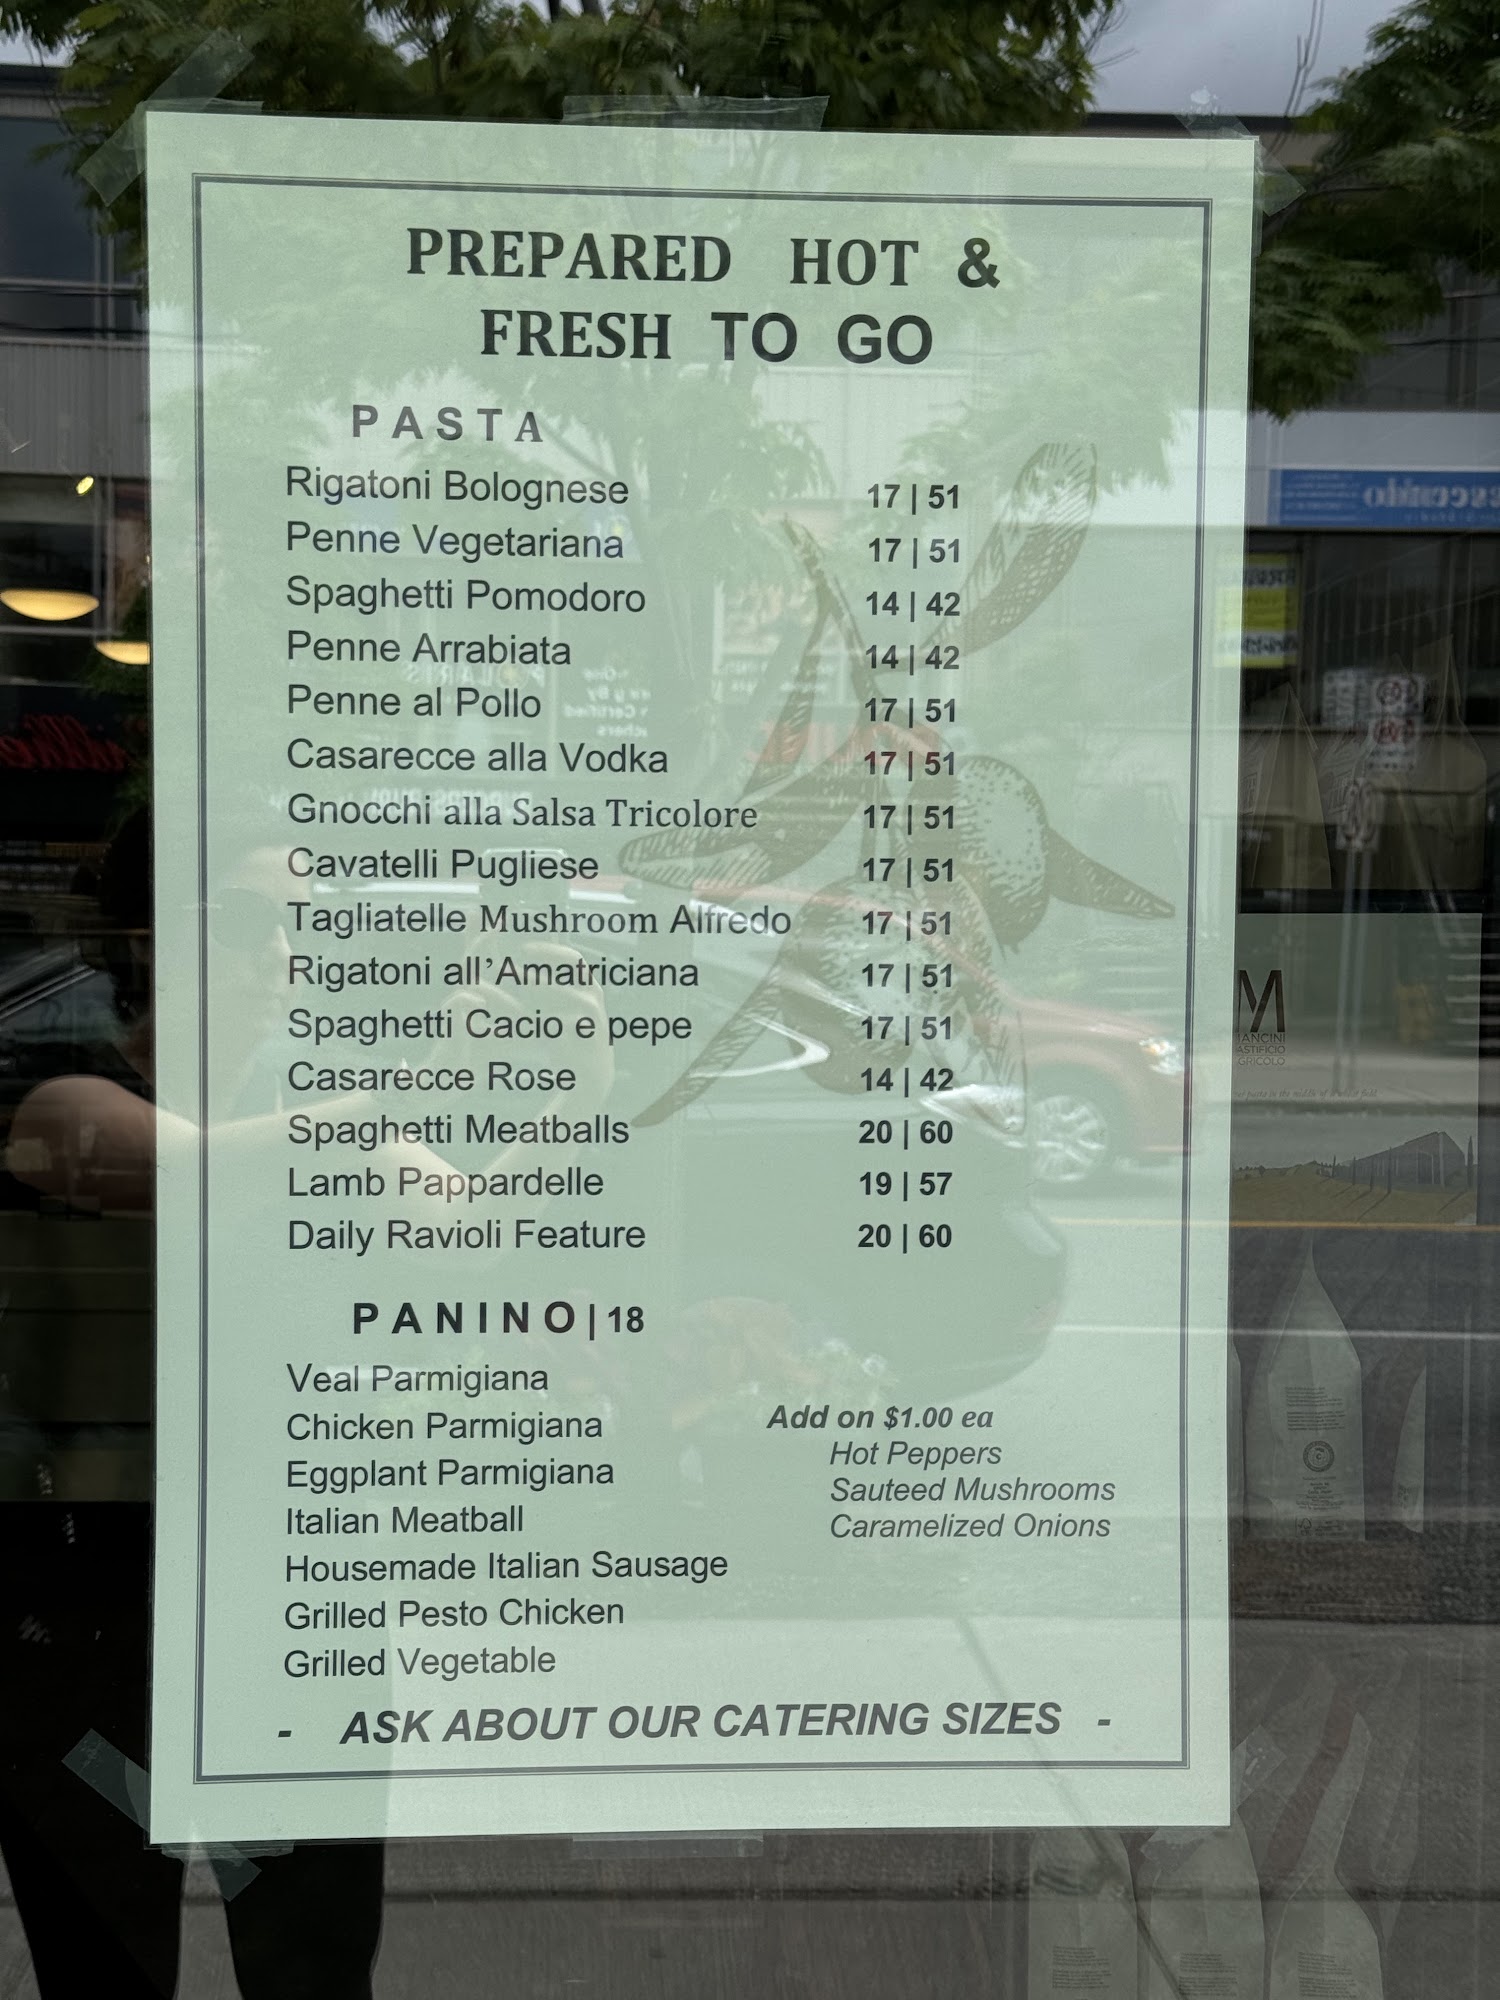 PREPARED HOT &
FRESH TO GO
PASTA
Rigatoni Bolognese 17 | 51
Penne Vegetariana 17 | 51
Spaghetti Pomodoro 14 | 42
Penne Arrabiata 14 | 42
Penne al Pollo 17 | 51
Casarecce alla Vodka 17 | 51
Gnocchi alla Salsa Tricolore 17 | 51
Cavatelli Pugliese 17 | 51
Tagliatelle Mushroom Alfredo 17 | 51
Rigatoni all'Amatriciana 17 | 51
Spaghetti Cacio e pepe 17 | 51
Casarecce Rose 14 | 42
Spaghetti Meatballs 20 | 60
Lamb Pappardelle 19 | 57
Daily Ravioli Feature 20 | 60
PANINO | 18
Veal Parmigiana
Chicken Parmigiana
Eggplant Parmigiana
Italian Meatball
Housemade Italian Sausage
Grilled Pesto Chicken
Grilled Vegetable
Add on $1.00 ea
Hot Peppers
Sauteed Mushrooms
Caramelized Onions
- ASK ABOUT OUR CATERING SIZES -
M